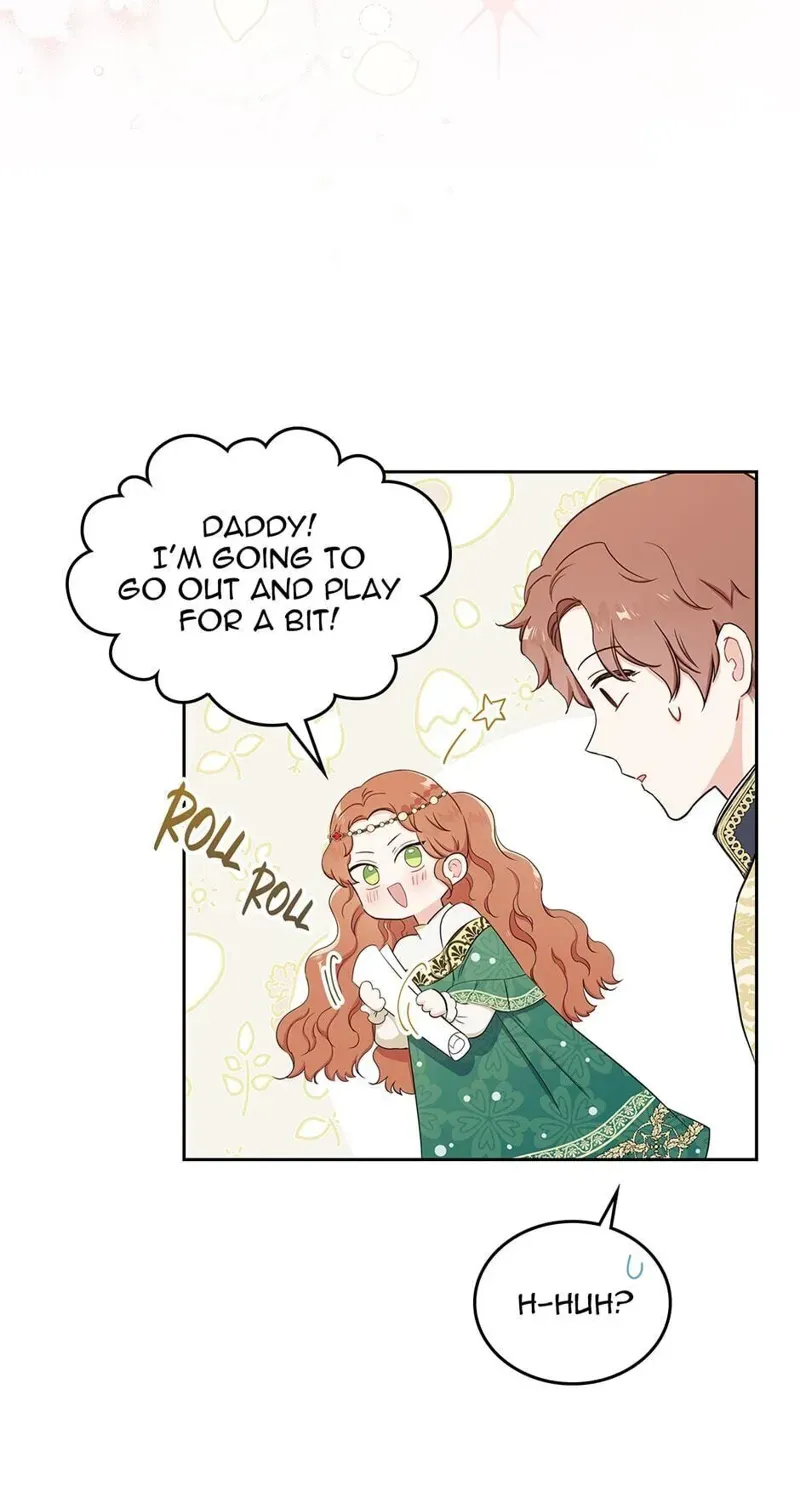 DADDY!
I'M GOING TO
GO OUT AND PLAY
FOR A BIT!
ROLL
ROLL
H-HUH?